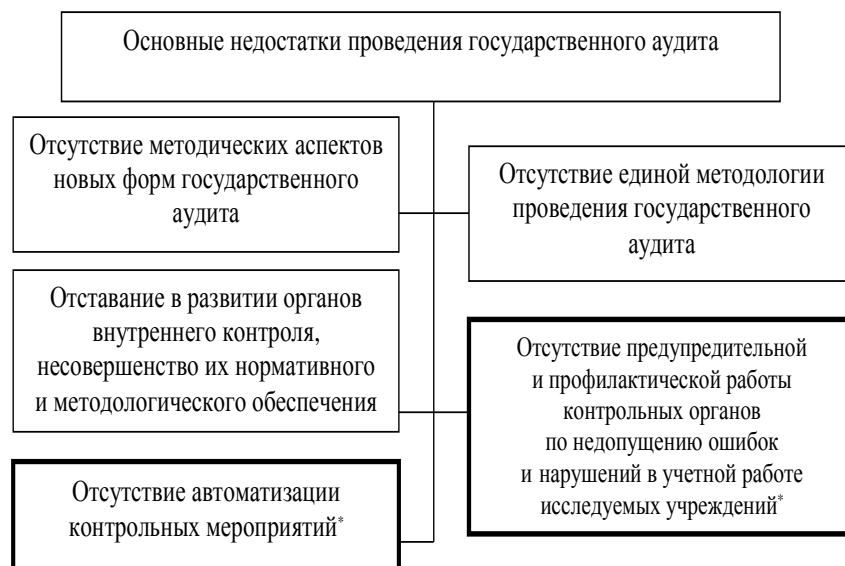 Основные недостатки проведения государственного аудита
Отсутствие методических аспектов
новых форм государственного
аудита
Отсутствие единой методологии
проведения государственного
аудита
Отставание в развитии органов
внутреннего контроля,
несовершенство их нормативного
и методологического обеспечения
Отсутствие предупредительной
и профилактической работы
контрольных органов
по недопущению ошибок
и нарушений в учетной работе
исследуемых учреждений*
Отсутствие автоматизации
контрольных мероприятий*